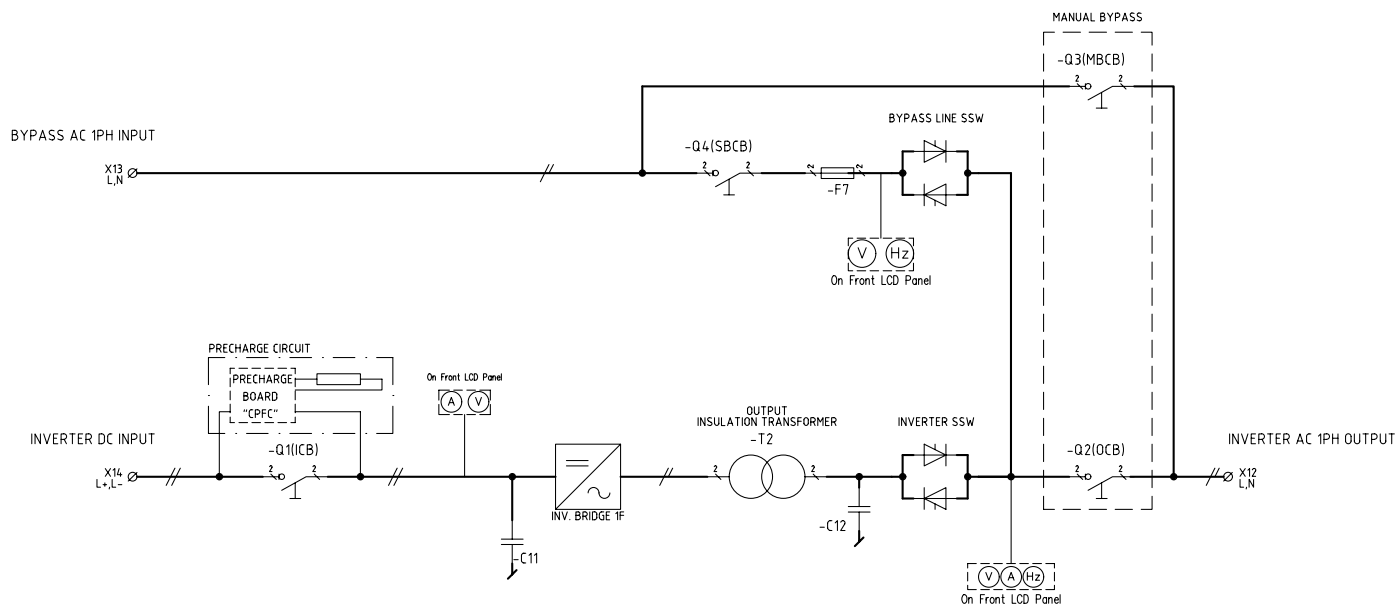 MANUAL BYPASS
-Q3(MBCB)
2 2
BYPASS LINE SSW
BYPASS AC 1PH INPUT
-Q4(SBCB)
X13
L,N
2 2 2 2
-F7
V Hz
On Front LCD Panel
PRECHARGE CIRCUIT
PRECHARGE
BOARD
"CPFC"
On Front LCD Panel
A V
OUTPUT
INSULATION TRANSFORMER
-T2
INVERTER SSW
INVERTER DC INPUT
-Q1(ICB)
-Q2(OCB)
INVERTER AC 1PH OUTPUT
X14
L+,L-
2 2
2 2
2 2
X12
L,N
INV. BRIDGE 1F
-C11
-C12
V A Hz
On Front LCD Panel